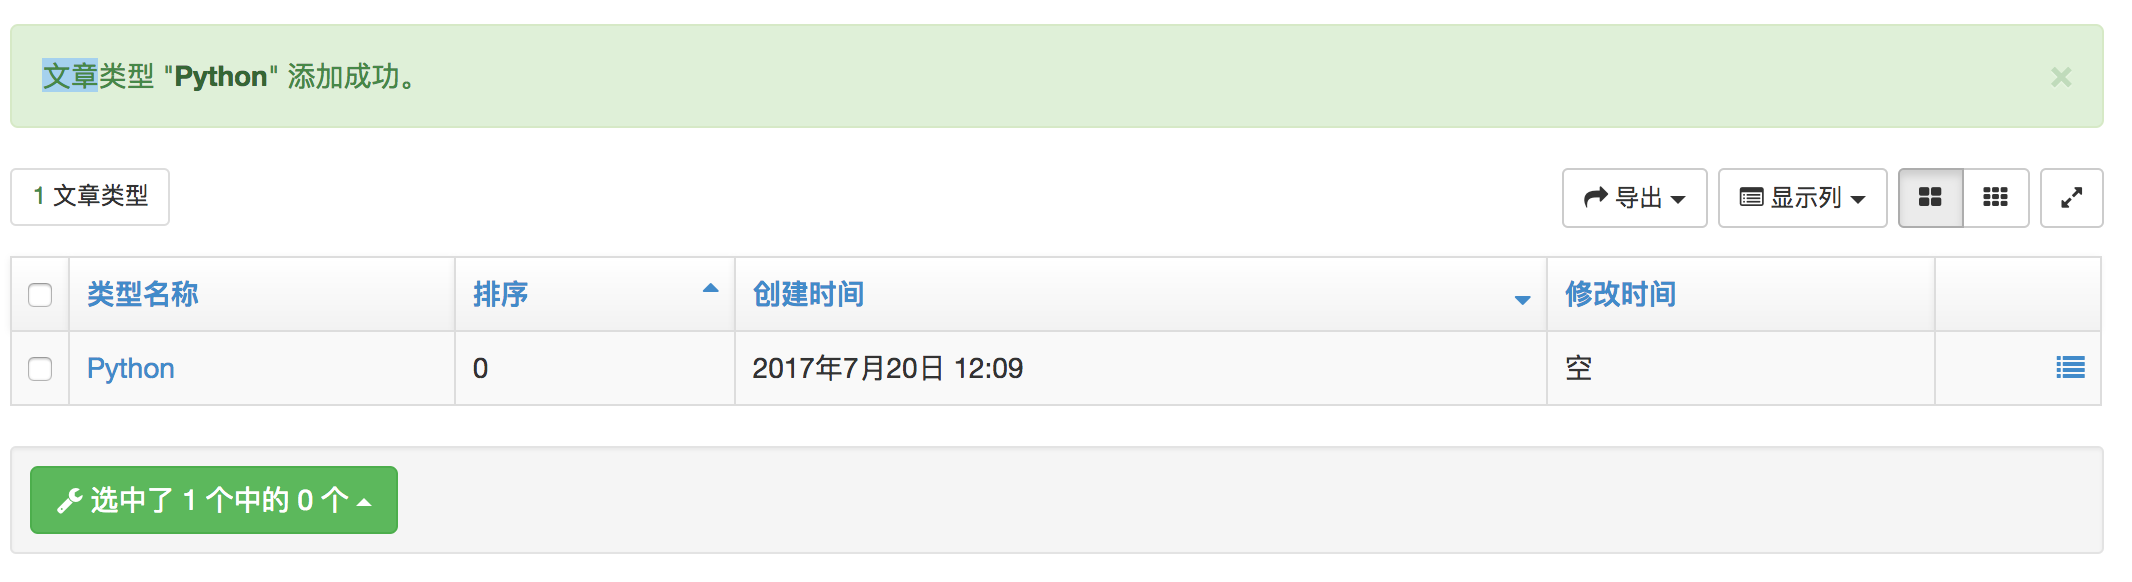 文章类型 "Python" 添加成功。
×
1 文章类型 导出 显示列
类型名称 排序 创建时间 修改时间
Python 0 2017年7月20日 12:09 空
选中了 1 个中的 0 个